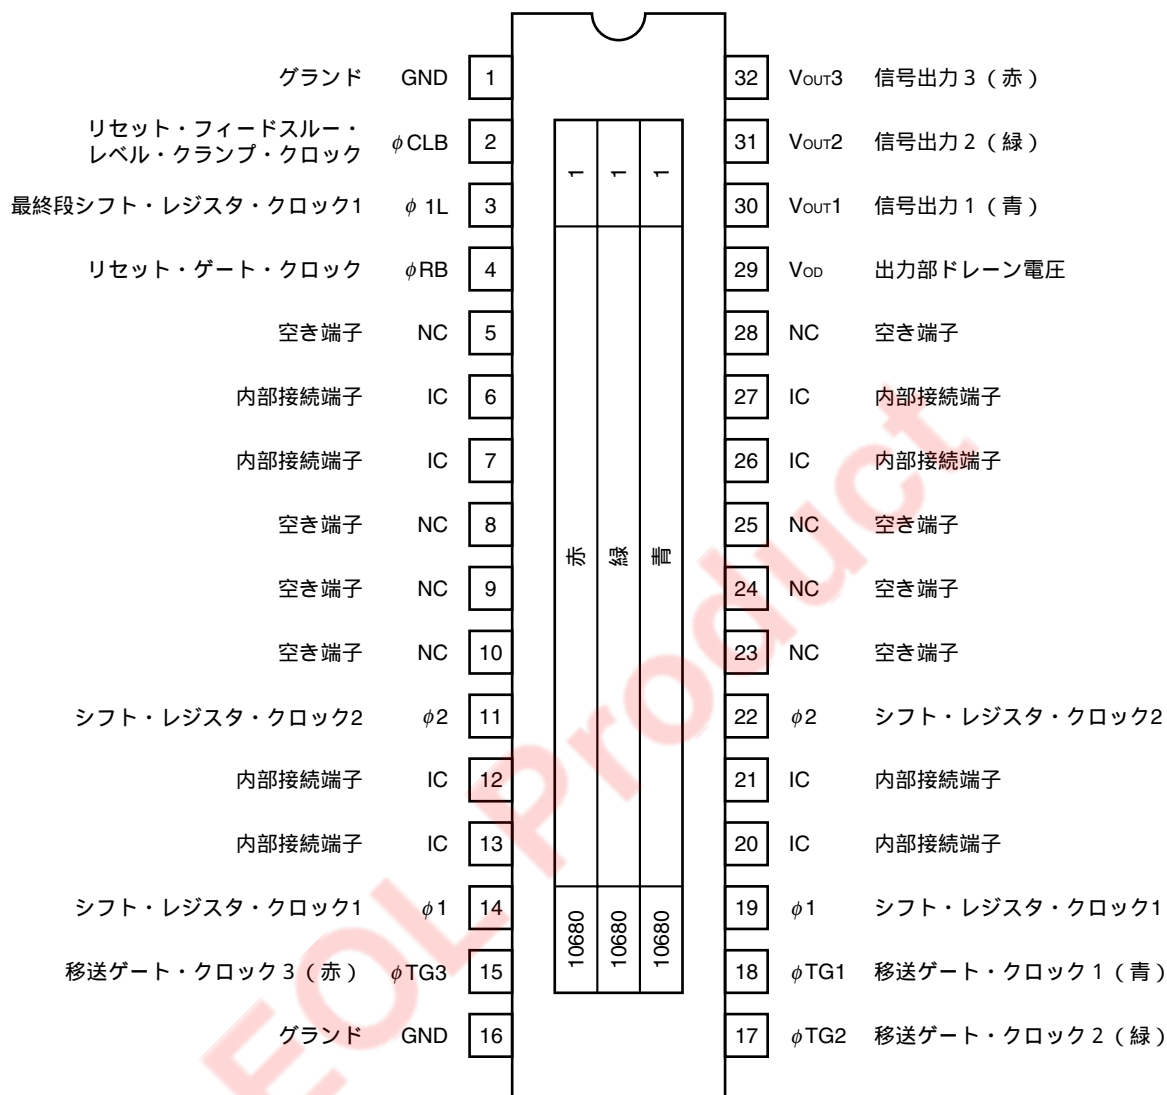 グランド GND 1
リセット・フィードスルー・
レベル・クランプ・クロック φCLB 2
最終段シフト・レジスタ・クロック1 φ1L 3
リセット・ゲート・クロック φRB 4
空き端子 NC 5
内部接続端子 IC 6
内部接続端子 IC 7
空き端子 NC 8
空き端子 NC 9
空き端子 NC 10
シフト・レジスタ・クロック2 φ2 11
内部接続端子 IC 12
内部接続端子 IC 13
シフト・レジスタ・クロック1 φ1 14
移送ゲート・クロック3（赤） φTG3 15
グランド GND 16
1 1 1
赤 緑 青
10680 10680 10680
32 VOUT3 信号出力3（赤）
31 VOUT2 信号出力2（緑）
30 VOUT1 信号出力1（青）
29 VOD 出力部ドレーン電圧
28 NC 空き端子
27 IC 内部接続端子
26 IC 内部接続端子
25 NC 空き端子
24 NC 空き端子
23 NC 空き端子
22 φ2 シフト・レジスタ・クロック2
21 IC 内部接続端子
20 IC 内部接続端子
19 φ1 シフト・レジスタ・クロック1
18 φTG1 移送ゲート・クロック1（青）
17 φTG2 移送ゲート・クロック2（緑）
EOL Product